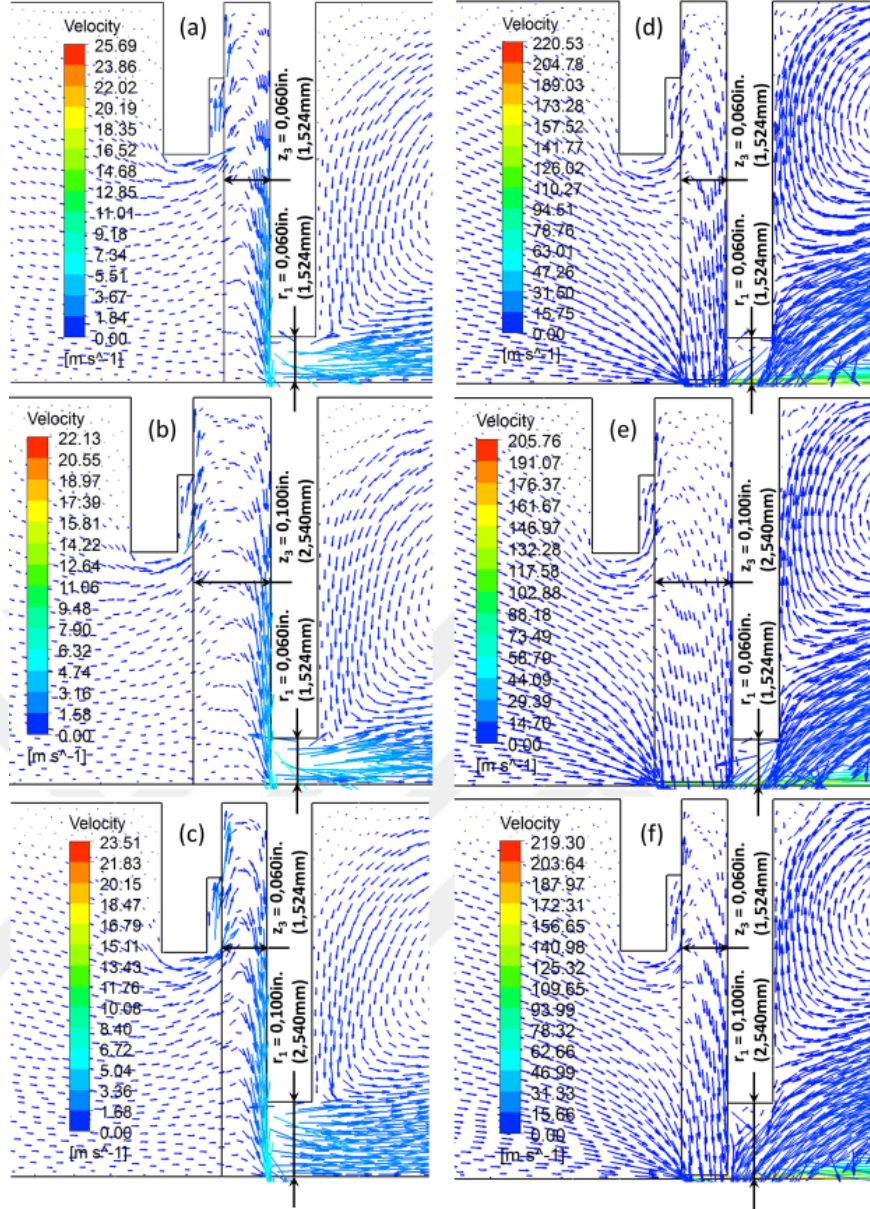 (a)
Velocity
25.69
23.86
22.02
20.19
18.35
16.52
14.68
12.85
11.01
9.18
7.34
5.51
3.67
1.84
0.00
[m s^-1]
z3 = 0,060in.
(1,524mm)
r1 = 0,060in.
(1,524mm)
(d)
Velocity
220.53
204.78
189.03
173.28
157.52
141.77
126.02
110.27
94.51
78.76
63.01
47.26
31.50
15.75
0.00
[m s^-1]
z3 = 0,060in.
(1,524mm)
r1 = 0,060in.
(1,524mm)
(b)
Velocity
22.13
20.55
18.97
17.39
15.81
14.22
12.64
11.06
9.48
7.90
6.32
4.74
3.16
1.58
0.00
[m s^-1]
z3 = 0,100in.
(2,540mm)
r1 = 0,060in.
(1,524mm)
(e)
Velocity
205.76
191.07
176.37
161.67
146.97
132.28
117.58
102.88
88.18
73.49
58.79
44.09
29.39
14.70
0.00
[m s^-1]
z3 = 0,100in.
(2,540mm)
r1 = 0,060in.
(1,524mm)
(c)
Velocity
23.51
21.83
20.15
18.47
16.79
15.11
13.43
11.76
10.08
8.40
6.72
5.04
3.36
1.68
0.00
[m s^-1]
z3 = 0,060in.
(1,524mm)
r1 = 0,100in.
(2,540mm)
(f)
Velocity
219.30
203.64
187.97
172.31
156.65
140.98
125.32
109.65
93.99
78.32
62.66
46.99
31.33
15.66
0.00
[m s^-1]
z3 = 0,060in.
(1,524mm)
r1 = 0,100in.
(2,540mm)